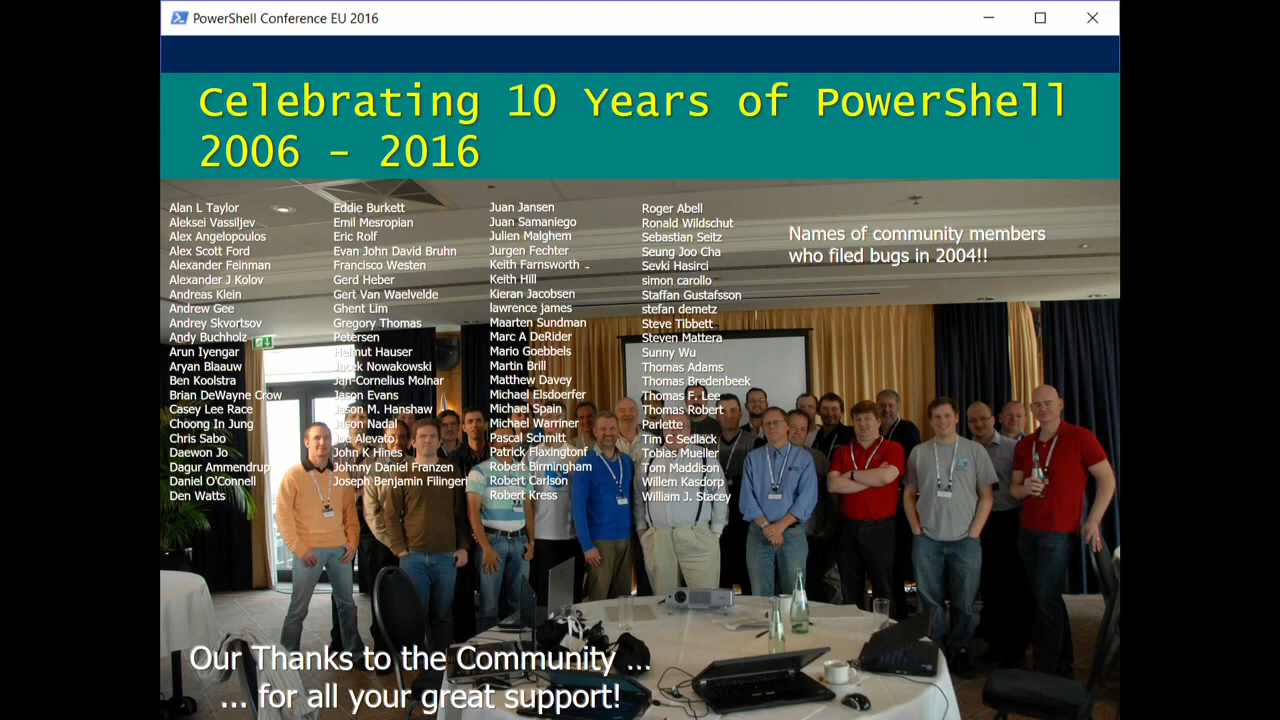 PowerShell Conference EU 2016
Celebrating 10 Years of PowerShell
2006 - 2016
Names of community members
who filed bugs in 2004!!
Alan L Taylor
Aleksei Vassiljev
Alex Angelopoulos
Alex Scott Ford
Alexander Feinman
Alexander J Kolov
Andreas Klein
Andrew Gee
Andrey Skvortsov
Andy Buchholz
Arun Iyengar
Aryan Blaauw
Ben Koolstra
Brian DeWayne Crow
Casey Lee Race
Choong In Jung
Chris Sabo
Daewon Jo
Dagur Ammendrup
Daniel O'Connell
Den Watts
Eddie Burkett
Emil Mesropian
Eric Rolf
Evan John David Bruhn
Francisco Westen
Gerd Heber
Gert Van Waelvelde
Ghent Lim
Gregory Thomas
Petersen
Helmut Hauser
Jacek Nowakowski
Jan-Cornelius Molnar
Jason Evans
Jason M. Hanshaw
Jason Nadal
Joe Alevato
John K Hines
Johnny Daniel Franzen
Joseph Benjamin Filingeri
Juan Jansen
Juan Samaniego
Julien Malghem
Jurgen Fechter
Keith Farnsworth
Keith Hill
Kieran Jacobsen
lawrence james
Maarten Sundman
Marc A DeRider
Mario Goebbels
Martin Brill
Matthew Davey
Michael Elsdoerfer
Michael Spain
Michael Warriner
Pascal Schmitt
Patrick Flaxington
Robert Birmingham
Robert Carlson
Robert Kress
Roger Abell
Ronald Wildschut
Sebastian Seitz
Seung Joo Cha
Sevki Hasirci
simon carollo
Staffan Gustafsson
stefan demetz
Steve Tibbett
Steven Mattera
Sunny Wu
Thomas Adams
Thomas Bredenbeek
Thomas F. Lee
Thomas Robert
Parlette
Tim C Sedlack
Tobias Mueller
Tom Maddison
Willem Kasdorp
William J. Stacey
Our Thanks to the Community ...
... for all your great support!